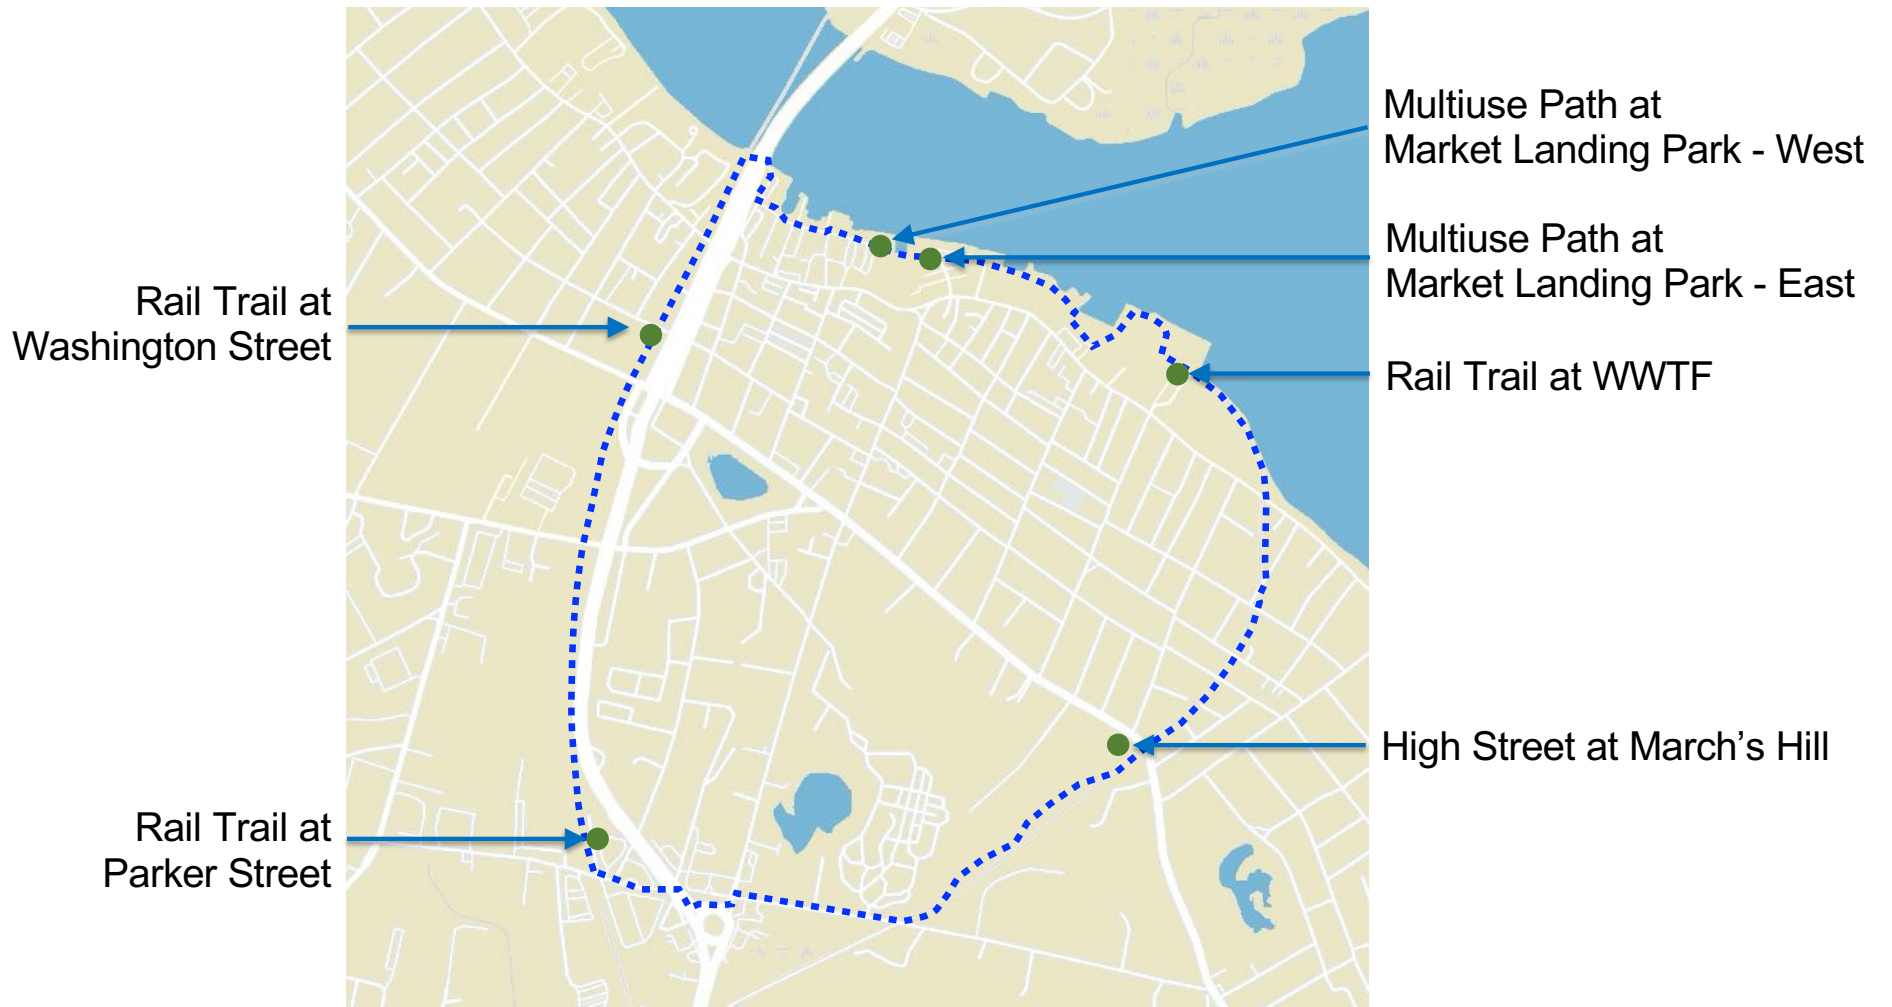 Multiuse Path at
Market Landing Park - West
Multiuse Path at
Market Landing Park - East
Rail Trail at
Washington Street
Rail Trail at WWTF
High Street at March’s Hill
Rail Trail at
Parker Street